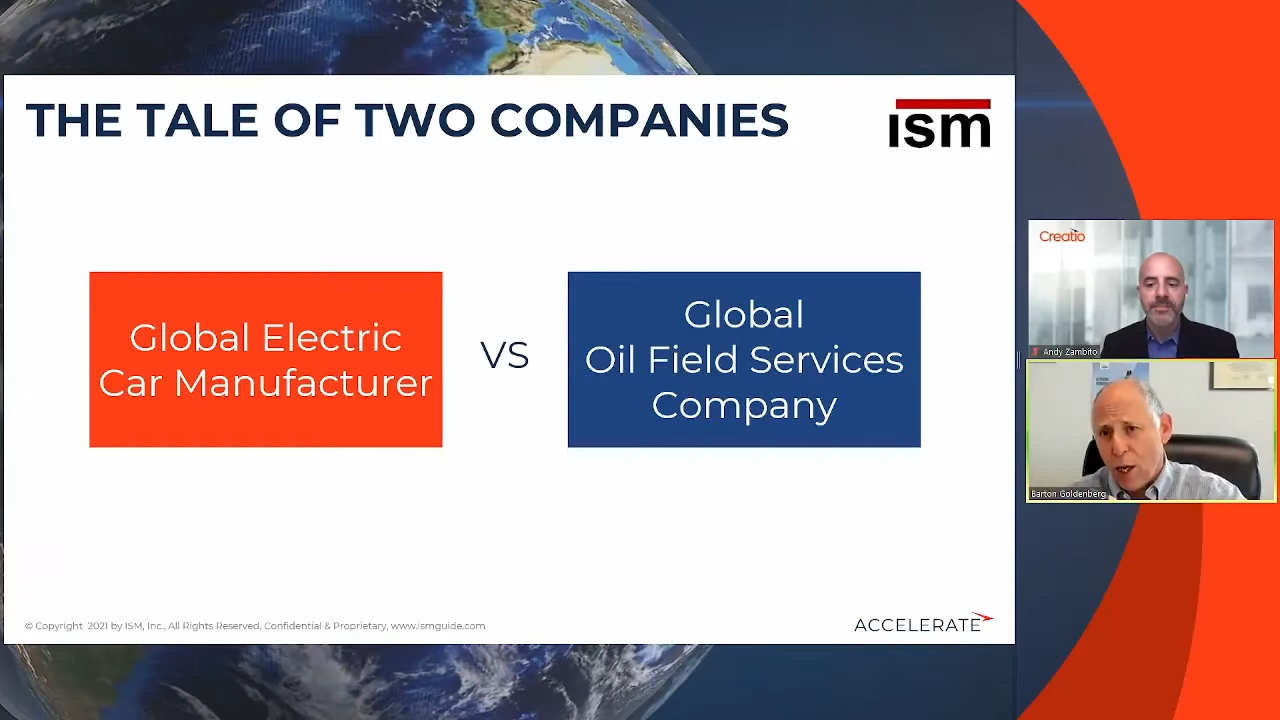 THE TALE OF TWO COMPANIES
ism
Global Electric
Car Manufacturer
VS
Global
Oil Field Services
Company
© Copyright 2021 by ISM, Inc., All Rights Reserved, Confidential & Proprietary, www.ismguide.com
ACCELERATE
Creatio
Andy Zambito
Barton Goldenberg